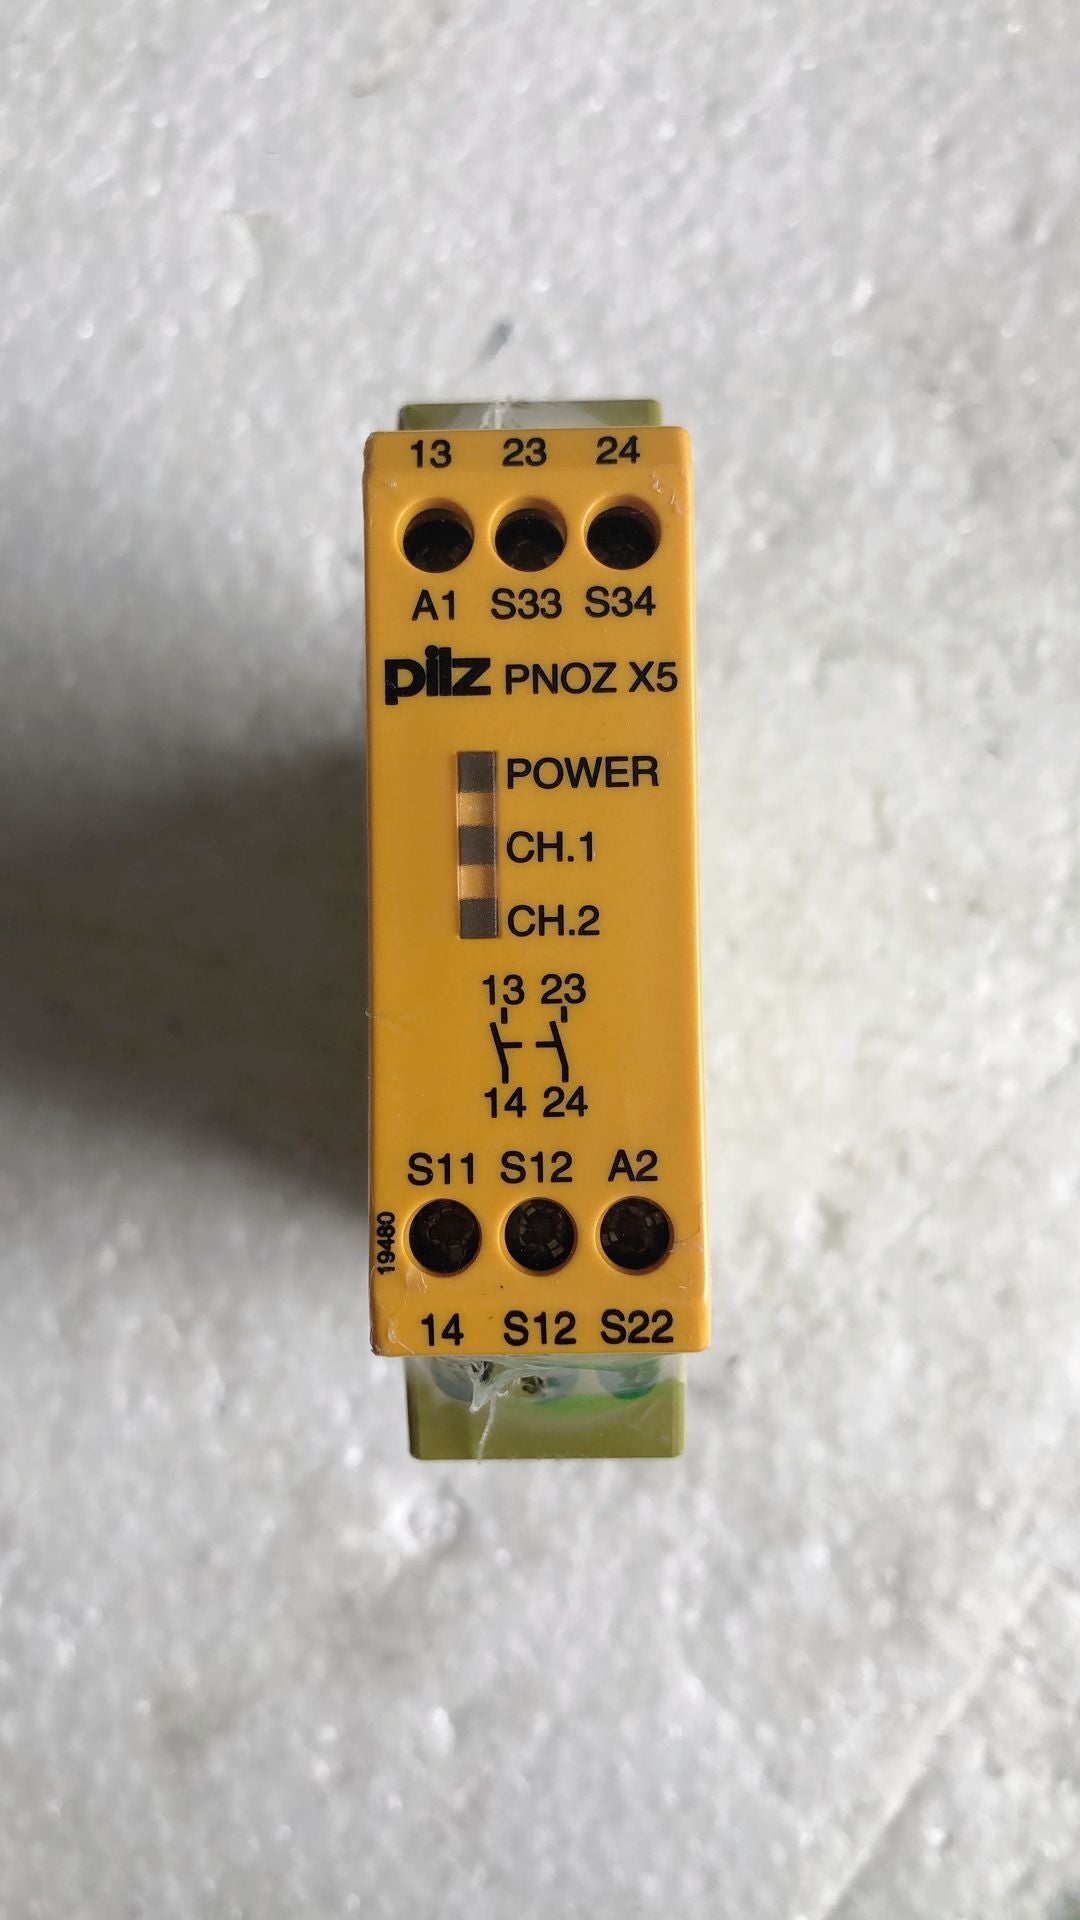 13 23 24
A1 S33 S34
pilz PNOZ X5
POWER
CH.1
CH.2
13 23
14 24
S11 S12 A2
19480
14 S12 S22